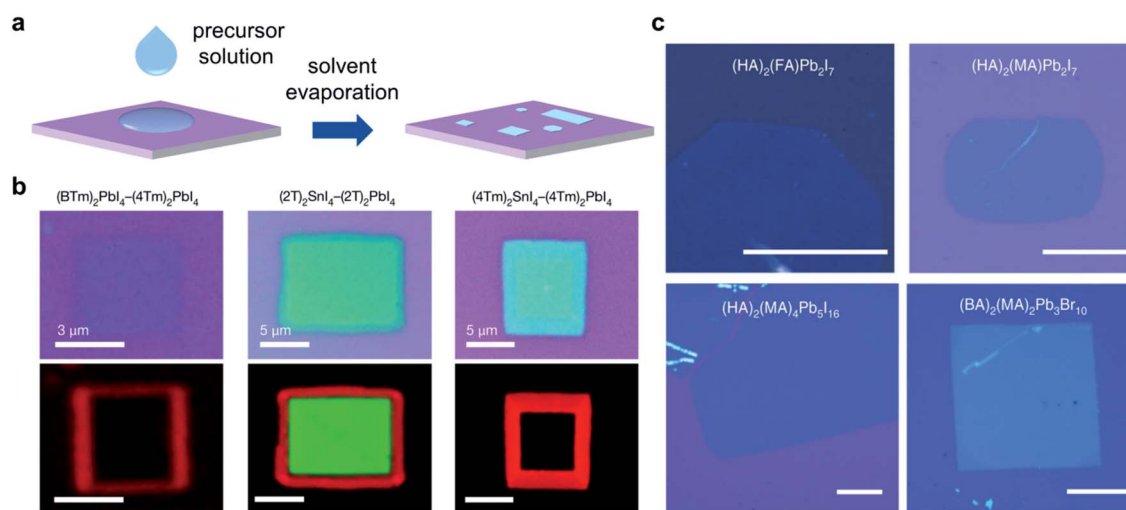 a
precursor
solution
solvent
evaporation
b
(BTm)₂PbI₄–(4Tm)₂PbI₄
(2T)₂SnI₄–(2T)₂PbI₄
(4Tm)₂SnI₄–(4Tm)₂PbI₄
3 µm
5 µm
5 µm
c
(HA)₂(FA)Pb₂I₇
(HA)₂(MA)Pb₂I₇
(HA)₂(MA)₄Pb₅I₁₆
(BA)₂(MA)₂Pb₃Br₁₀